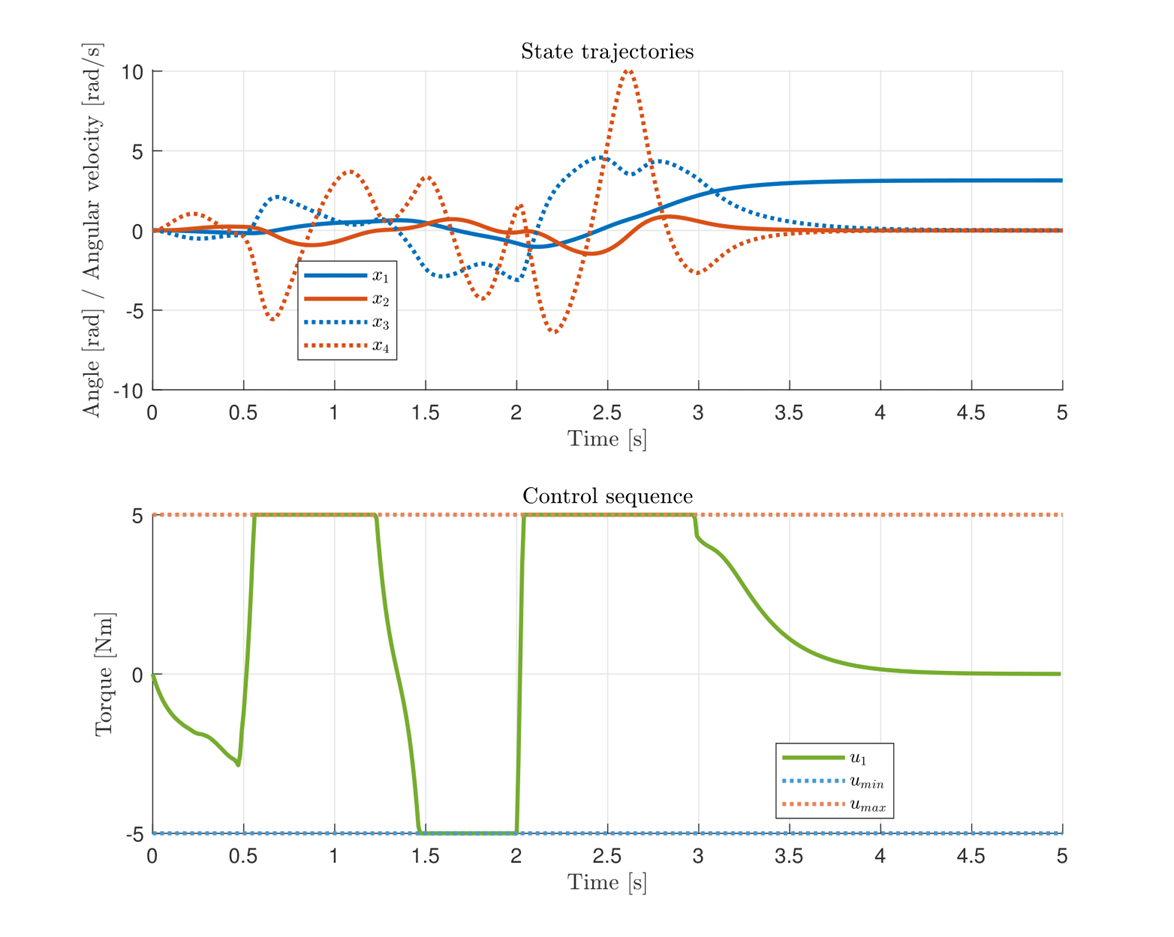 State trajectories
Angle [rad] / Angular velocity [rad/s]
10
5
0
-5
-10
x₁
x₂
x₃
x₄
0 0.5 1 1.5 2 2.5 3 3.5 4 4.5 5
Time [s]
Control sequence
Torque [Nm]
5
0
-5
u₁
uₘᵢₙ
uₘₐₓ
0 0.5 1 1.5 2 2.5 3 3.5 4 4.5 5
Time [s]